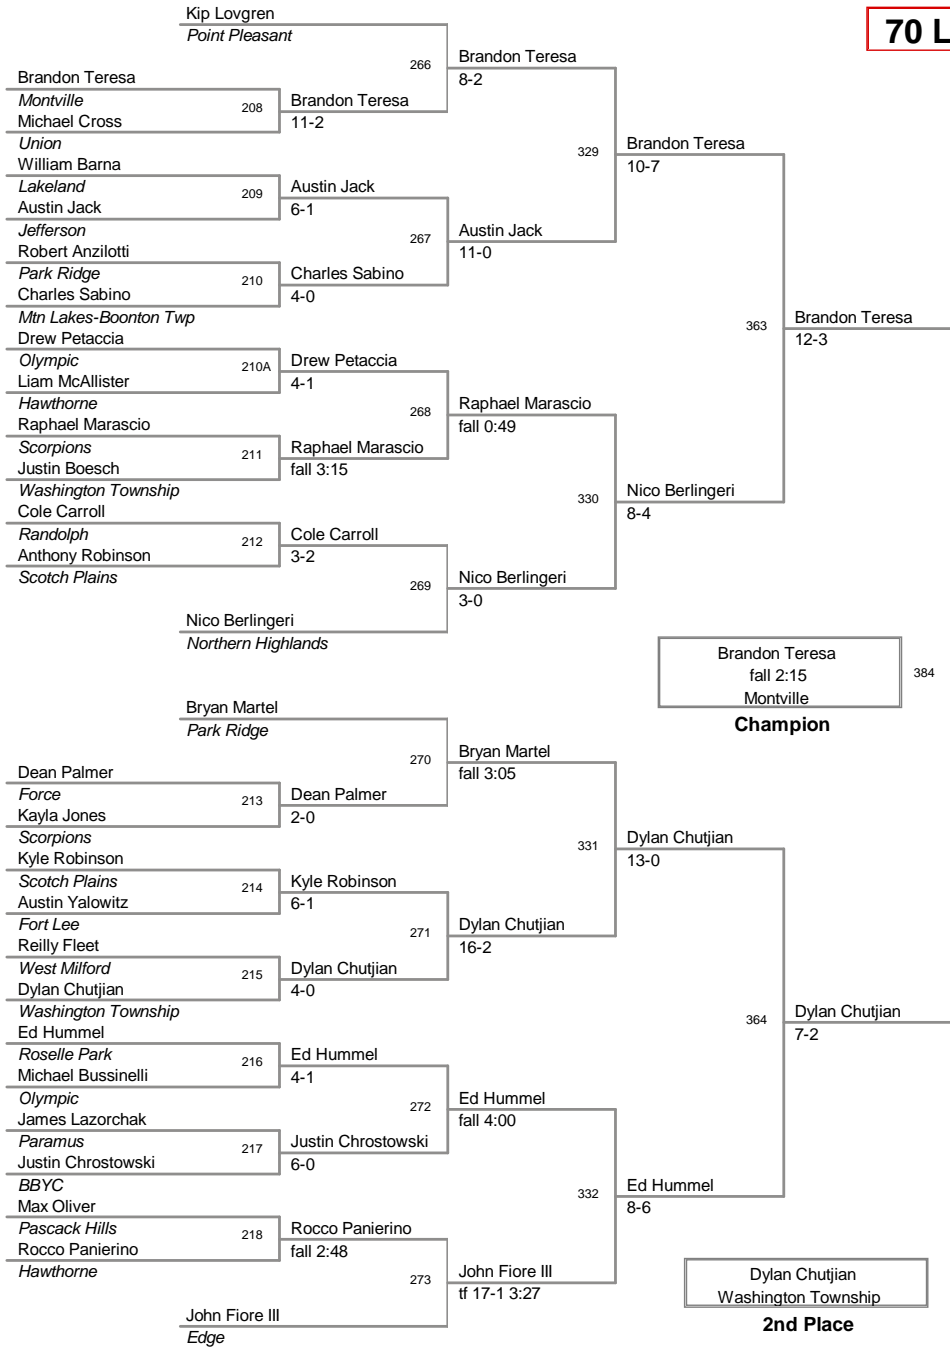 Kip Lovgren
70 L
Point Pleasant
266
Brandon Teresa
8-2
Brandon Teresa
Montville
208
Brandon Teresa
Michael Cross
11-2
Union
329
Brandon Teresa
William Barna
10-7
Lakeland
209
Austin Jack
Austin Jack
6-1
Jefferson
267
Austin Jack
Robert Anzilotti
11-0
Park Ridge
210
Charles Sabino
Charles Sabino
4-0
Mtn Lakes-Boonton Twp
363
Brandon Teresa
Drew Petaccia
12-3
Olympic
210A
Drew Petaccia
Liam McAllister
4-1
Hawthorne
268
Raphael Marascio
Raphael Marascio
fall 0:49
Scorpions
211
Raphael Marascio
Justin Boesch
fall 3:15
Washington Township
330
Nico Berlingeri
Cole Carroll
8-4
Randolph
212
Cole Carroll
Anthony Robinson
3-2
Scotch Plains
269
Nico Berlingeri
3-0
Nico Berlingeri
Northern Highlands
Brandon Teresa
fall 2:15
384
Montville
Champion
Bryan Martel
Park Ridge
270
Bryan Martel
fall 3:05
Dean Palmer
Force
213
Dean Palmer
Kayla Jones
2-0
Scorpions
331
Dylan Chutjian
Kyle Robinson
13-0
Scotch Plains
214
Kyle Robinson
Austin Yalowitz
6-1
Fort Lee
271
Dylan Chutjian
Reilly Fleet
16-2
West Milford
215
Dylan Chutjian
Dylan Chutjian
4-0
Washington Township
364
Dylan Chutjian
Ed Hummel
7-2
Roselle Park
216
Ed Hummel
Michael Bussinelli
4-1
Olympic
272
Ed Hummel
James Lazorchak
fall 4:00
Paramus
217
Justin Chrostowski
Justin Chrostowski
6-0
BBYC
332
Ed Hummel
Max Oliver
8-6
Pascack Hills
218
Rocco Panierino
Rocco Panierino
fall 2:48
Hawthorne
273
John Fiore III
tf 17-1 3:27
Dylan Chutjian
Washington Township
John Fiore III
2nd Place
Edge